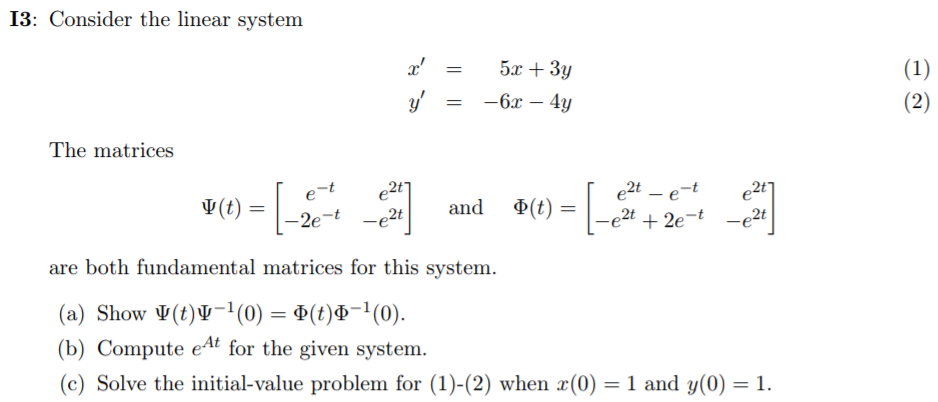 I3: Consider the linear system
x′ = 5x + 3y (1)
y′ = −6x − 4y (2)
The matrices
Ψ(t) = [e^{−t} e^{2t}; −2e^{−t} −e^{2t}] and Φ(t) = [e^{2t} − e^{−t} e^{2t}; −e^{2t} + 2e^{−t} −e^{2t}]
are both fundamental matrices for this system.
(a) Show Ψ(t)Ψ^{−1}(0) = Φ(t)Φ^{−1}(0).
(b) Compute e^{At} for the given system.
(c) Solve the initial-value problem for (1)-(2) when x(0) = 1 and y(0) = 1.